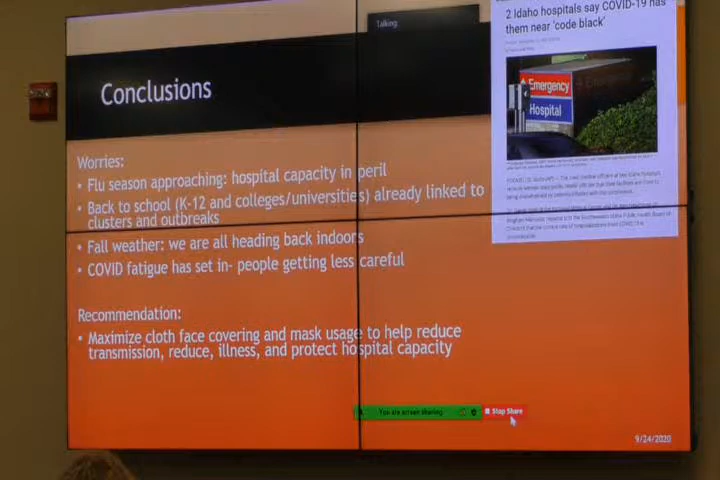 Talking:
2 Idaho hospitals say COVID-19 has
them near 'code black'
Emergency
Hospital
Conclusions
Worries:
• Flu season approaching: hospital capacity in peril
• Back to school (K-12 and colleges/universities) already linked to
clusters and outbreaks
• Fall weather: we are all heading back indoors
• COVID fatigue has set in- people getting less careful
Recommendation:
• Maximize cloth face covering and mask usage to help reduce
transmission, reduce, illness, and protect hospital capacity
You are screen sharing
Stop Share
9/24/2020